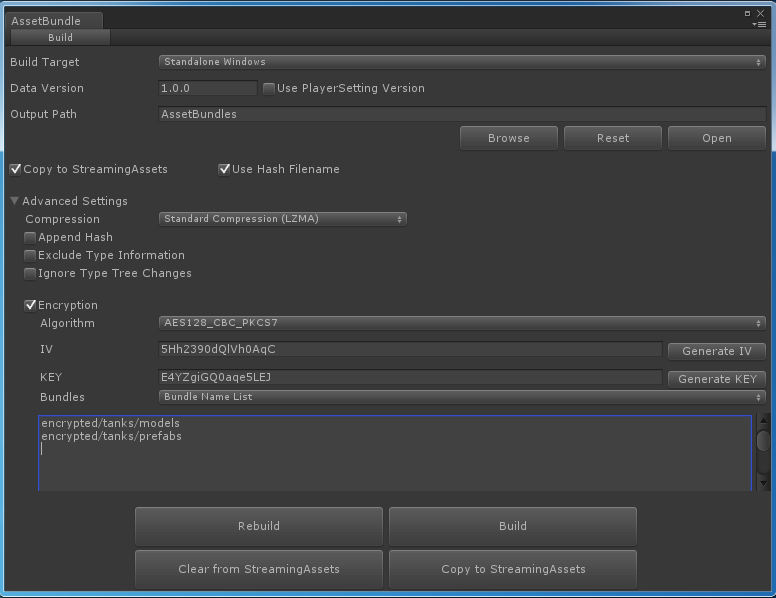 AssetBundle
Build
Build Target Standalone Windows
Data Version 1.0.0 Use PlayerSetting Version
Output Path AssetBundles
Browse Reset Open
Copy to StreamingAssets Use Hash Filename
Advanced Settings
Compression Standard Compression (LZMA)
Append Hash
Exclude Type Information
Ignore Type Tree Changes
Encryption
Algorithm AES128_CBC_PKCS7
IV 5Hh2390dQlVh0AqC Generate IV
KEY E4YZgiGQ0aqe5LEJ Generate KEY
Bundles Bundle Name List
encrypted/tanks/models
encrypted/tanks/prefabs
Rebuild Build
Clear from StreamingAssets Copy to StreamingAssets